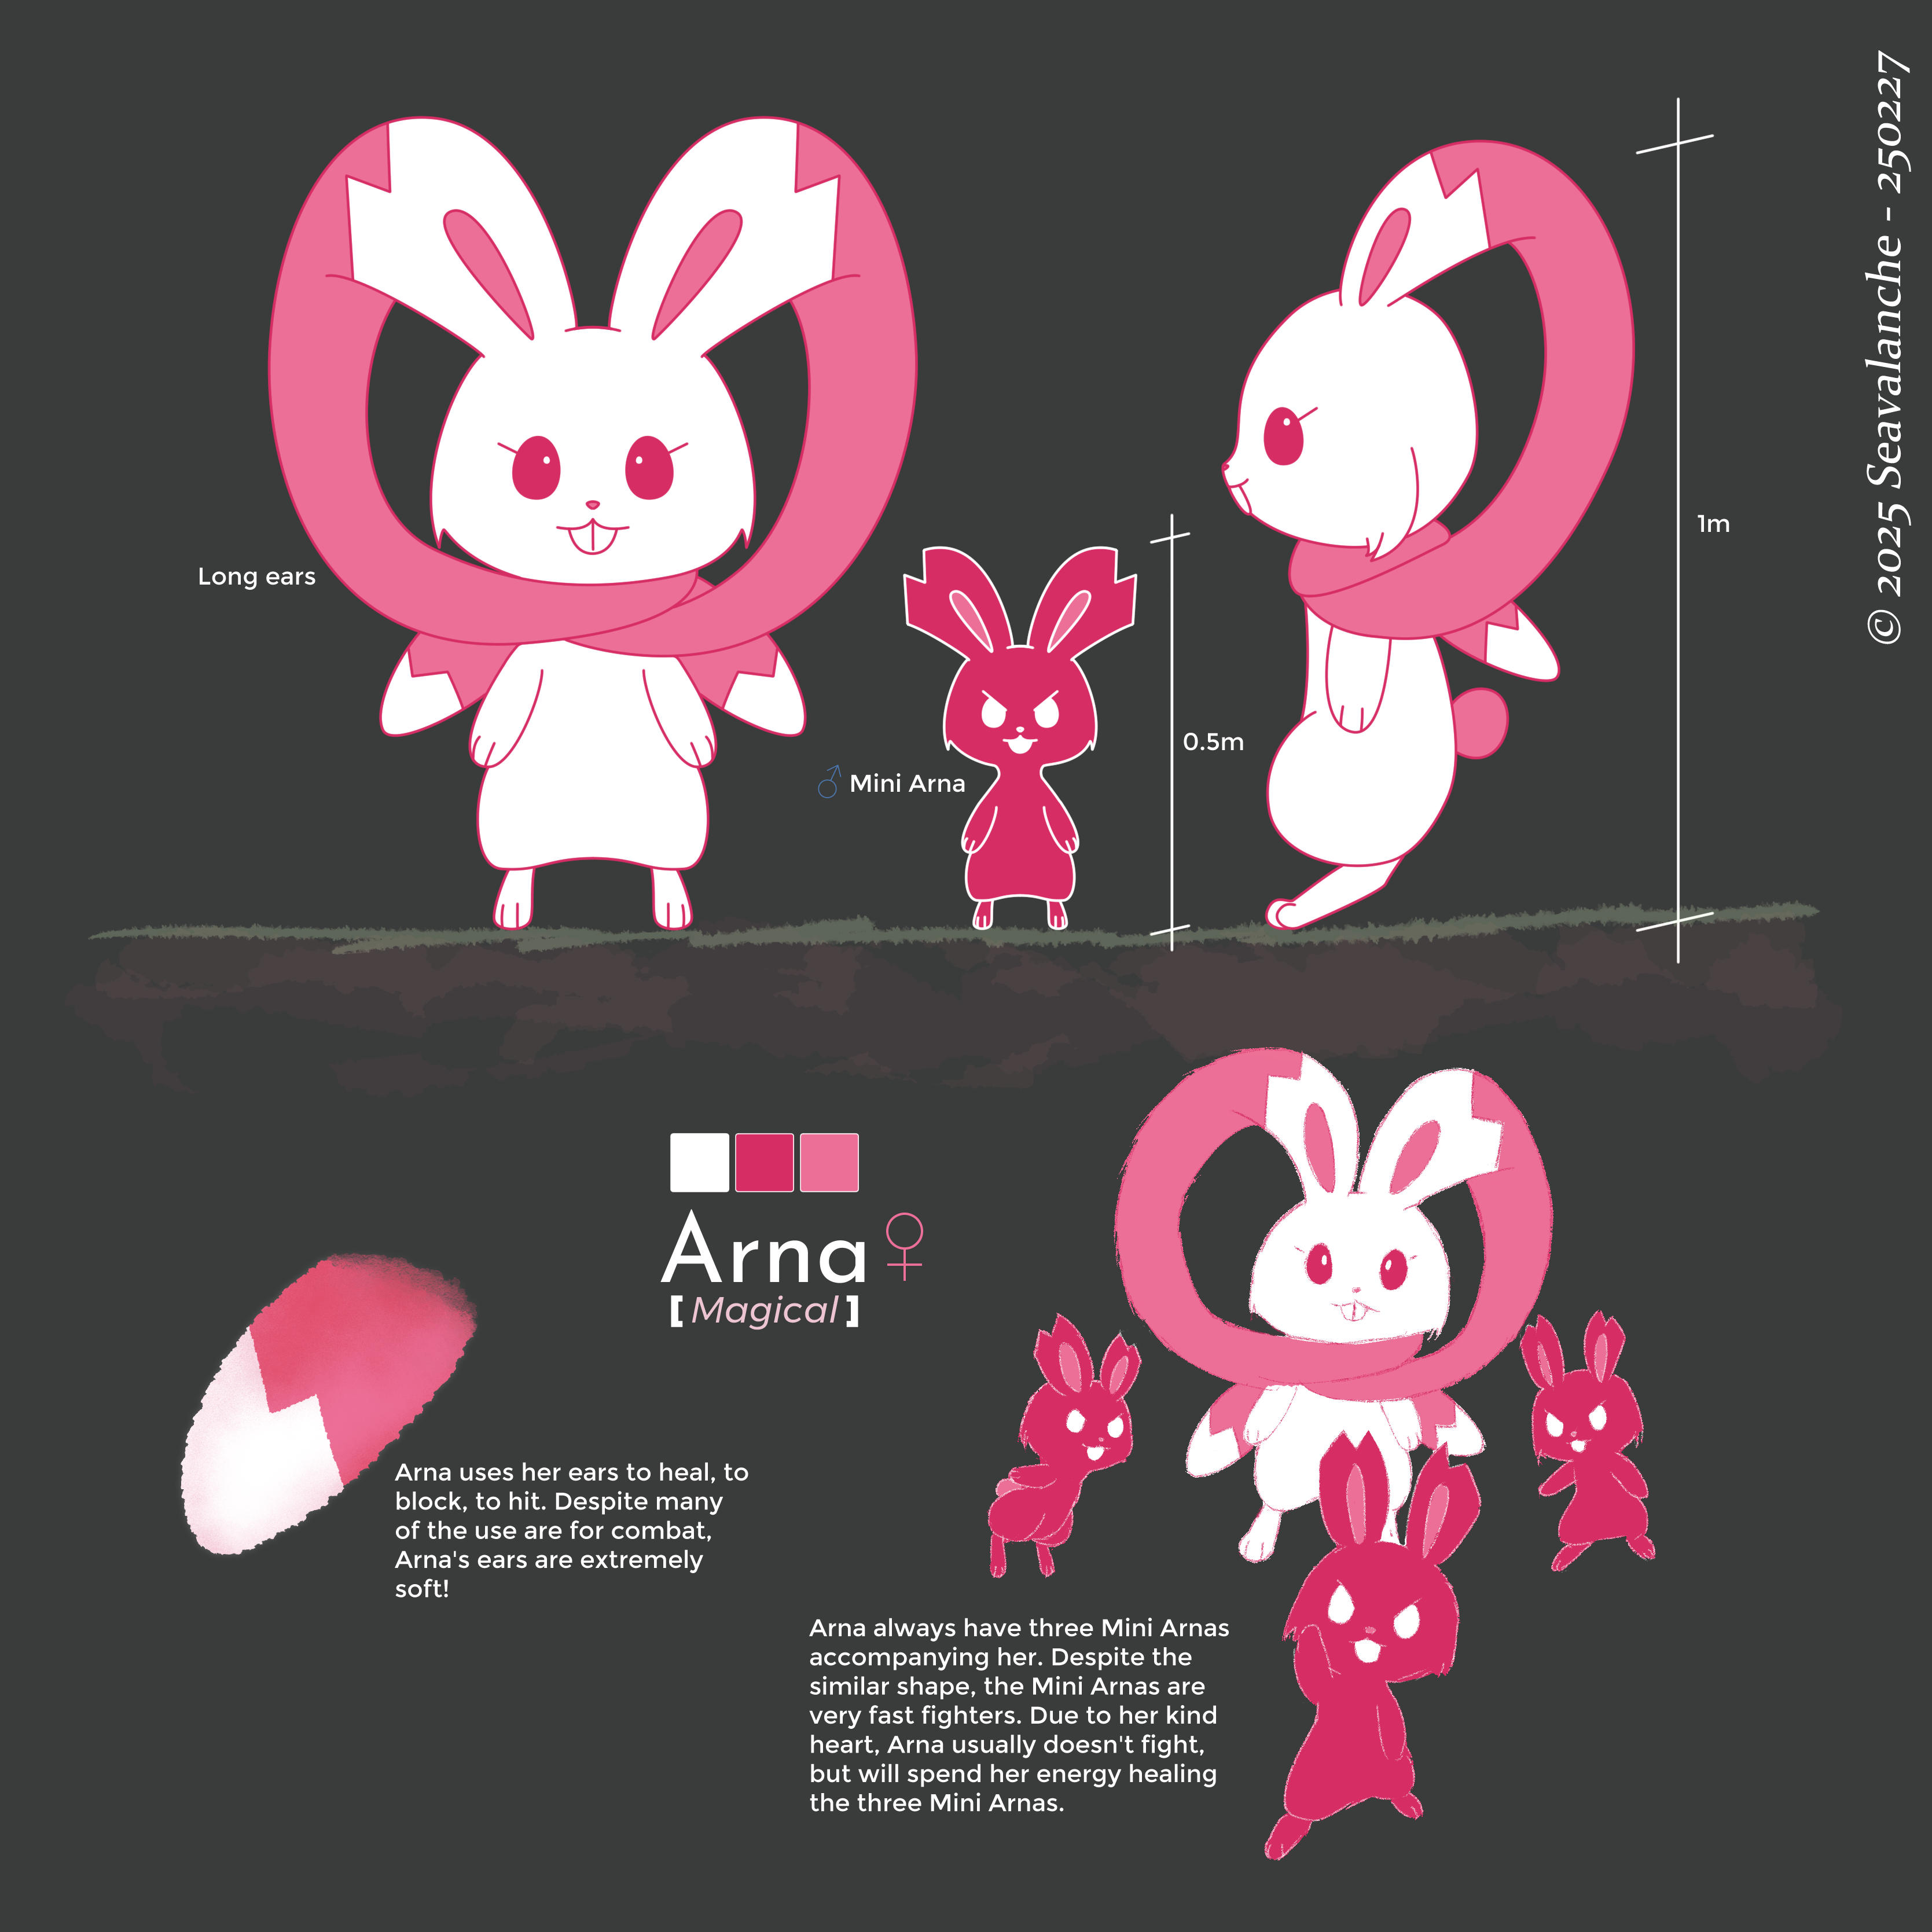 © 2025 Seavalanche - 250227
1m
Long ears
0.5m
♂ Mini Arna
Arna ♀
[Magical]
Arna uses her ears to heal, to
block, to hit. Despite many
of the use are for combat,
Arna's ears are extremely
soft!
Arna always have three Mini Arnas
accompanying her. Despite the
similar shape, the Mini Arnas are
very fast fighters. Due to her kind
heart, Arna usually doesn't fight,
but will spend her energy healing
the three Mini Arnas.